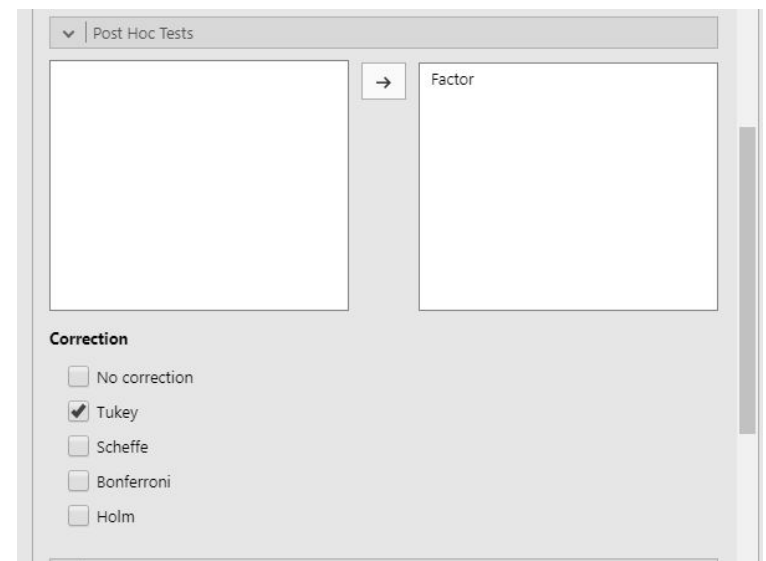 Post Hoc Tests
Factor
Correction
No correction
Tukey
Scheffe
Bonferroni
Holm